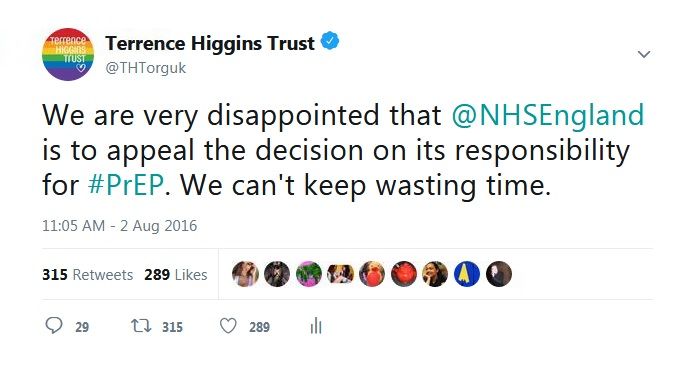 TERRENCE
HIGGINS
TRUST
Terrence Higgins Trust
@THTorguk
We are very disappointed that @NHSEngland
is to appeal the decision on its responsibility
for #PrEP. We can't keep wasting time.
11:05 AM - 2 Aug 2016
315 Retweets 289 Likes
29 315 289